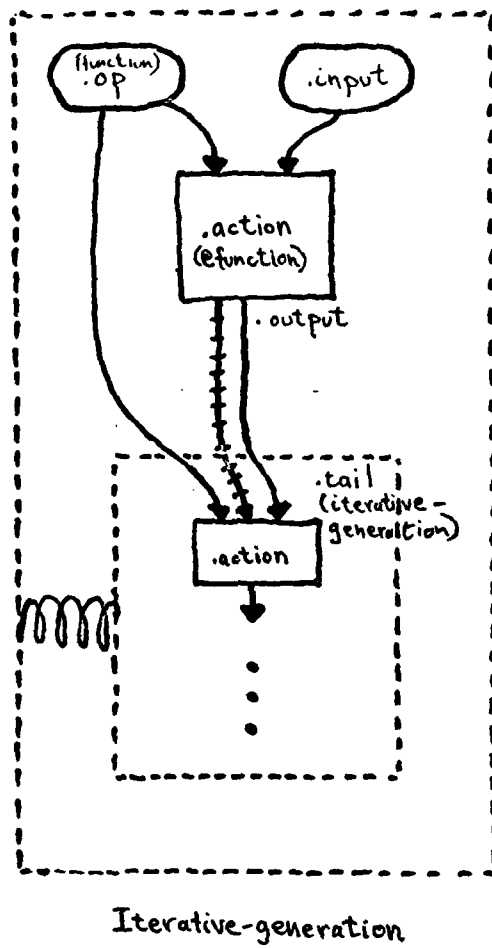 (function)
.op
.input
.action
(@function)
.output
.tail
(iterative-
generation)
.action
Iterative-generation